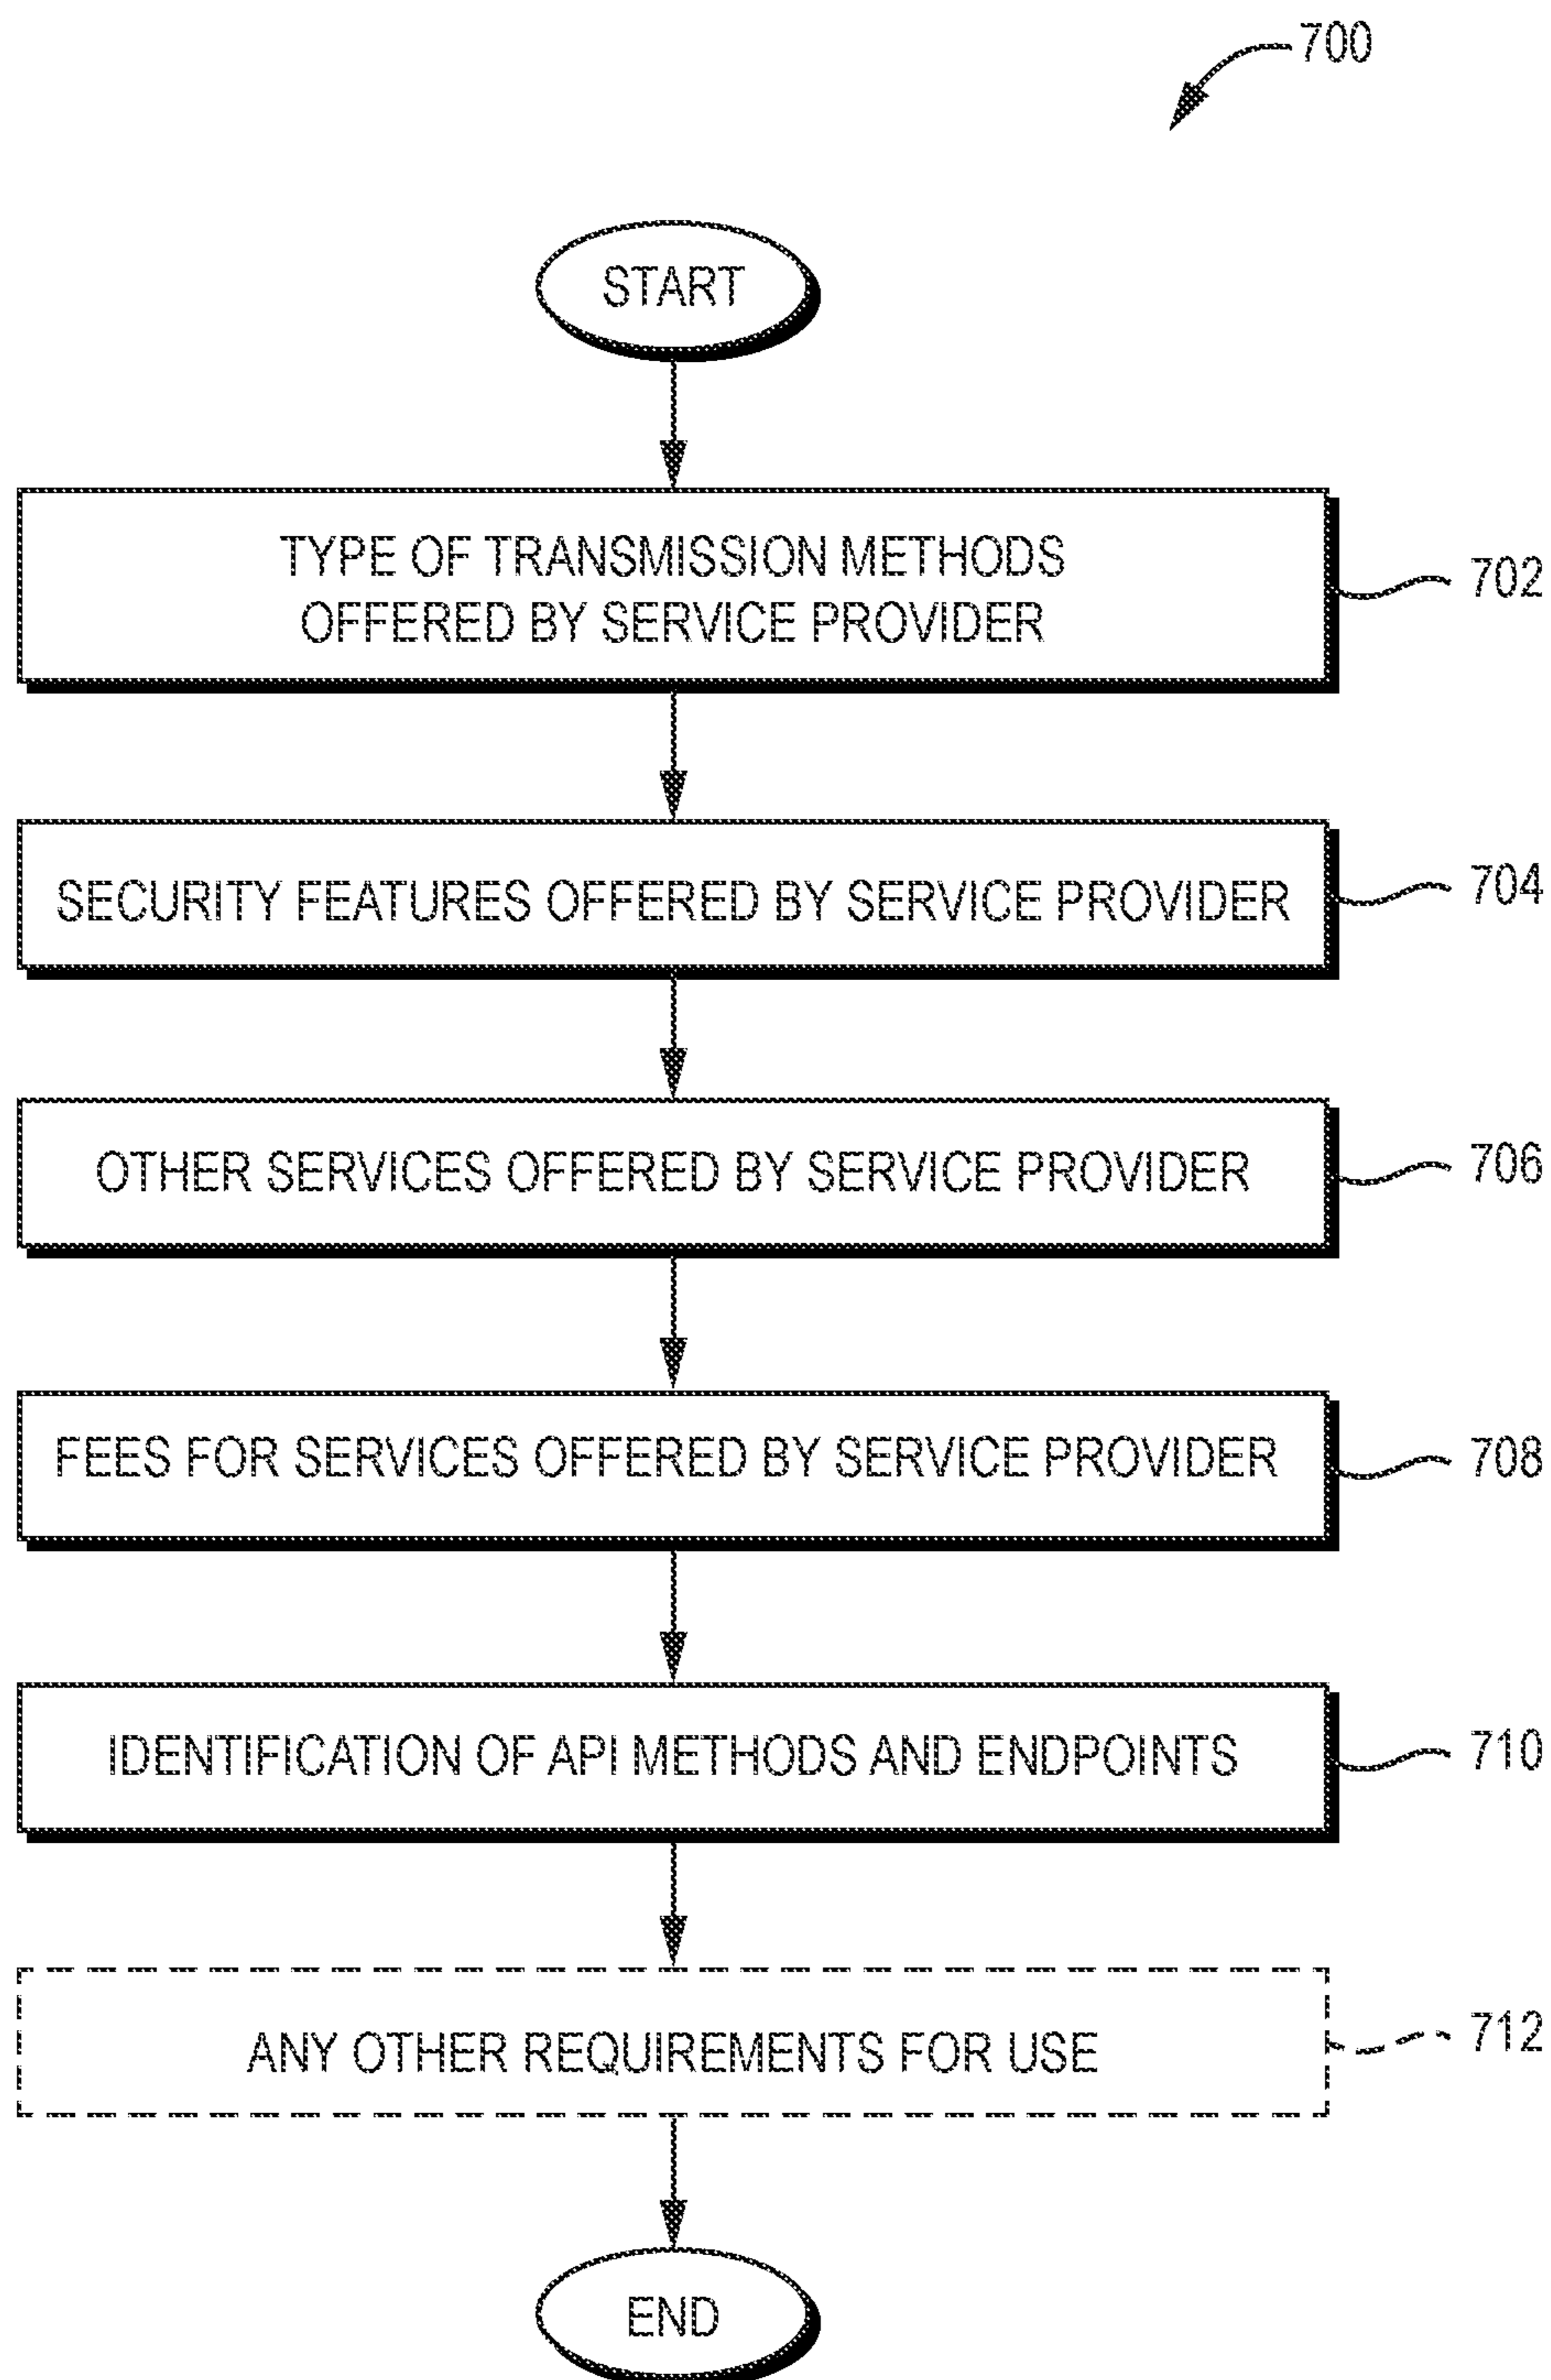 700
START
TYPE OF TRANSMISSION METHODS
OFFERED BY SERVICE PROVIDER
702
SECURITY FEATURES OFFERED BY SERVICE PROVIDER
704
OTHER SERVICES OFFERED BY SERVICE PROVIDER
706
FEES FOR SERVICES OFFERED BY SERVICE PROVIDER
708
IDENTIFICATION OF API METHODS AND ENDPOINTS
710
ANY OTHER REQUIREMENTS FOR USE
712
END